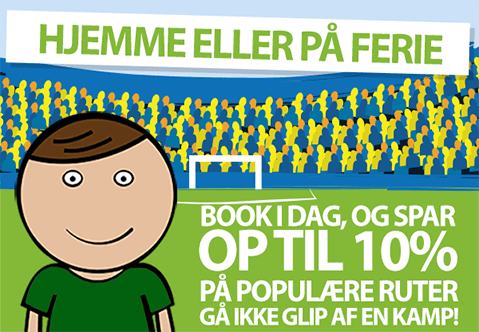 HJEMME ELLER PÅ FERIE
BOOK I DAG, OG SPAR
OP TIL 10%
PÅ POPULÆRE RUTER
GÅ IKKE GLIP AF EN KAMP!